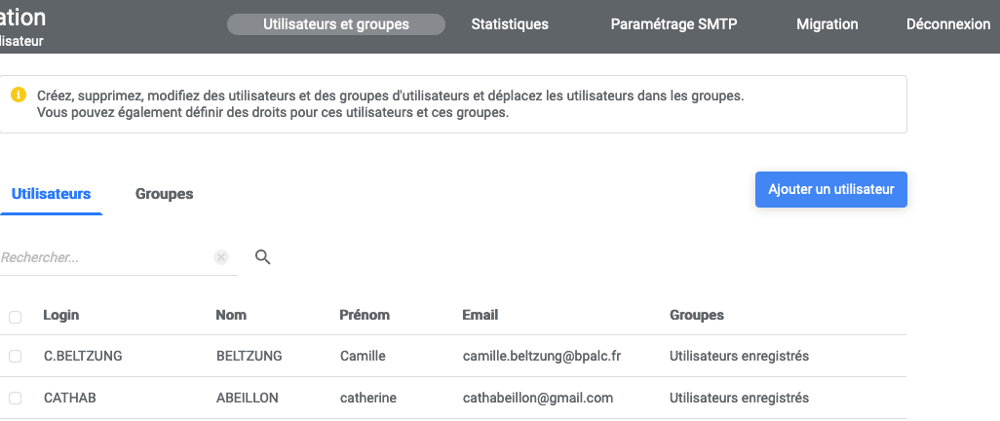 ation
lisateur
Utilisateurs et groupes
Statistiques
Paramétrage SMTP
Migration
Déconnexion
Créez, supprimez, modifiez des utilisateurs et des groupes d'utilisateurs et déplacez les utilisateurs dans les groupes.
Vous pouvez également définir des droits pour ces utilisateurs et ces groupes.
Utilisateurs
Groupes
Ajouter un utilisateur
Rechercher...
Login Nom Prénom Email Groupes
C.BELTZUNG BELTZUNG Camille camille.beltzung@bpalc.fr Utilisateurs enregistrés
CATHAB ABEILLON catherine cathabeillon@gmail.com Utilisateurs enregistrés